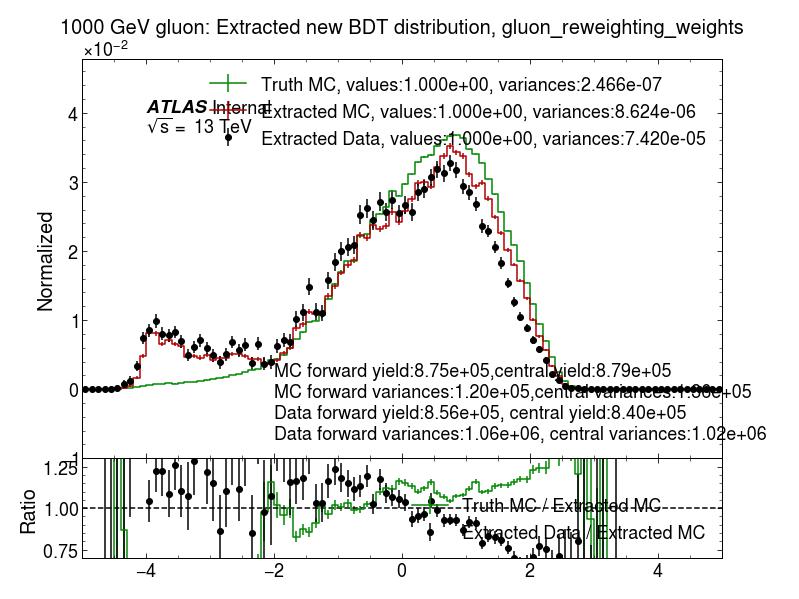 1000 GeV gluon: Extracted new BDT distribution, gluon_reweighting_weights
×10⁻²
Truth MC, values:1.000e+00, variances:2.466e-07
ATLAS Internal
Extracted MC, values:1.000e+00, variances:8.624e-06
√s = 13 TeV
Extracted Data, values:1.000e+00, variances:7.420e-05
4
3
2
1
0
Normalized
MC forward yield:8.75e+05,central yield:8.79e+05
MC forward variances:1.20e+05,central variances:1.36e+05
Data forward yield:8.56e+05, central yield:8.40e+05
Data forward variances:1.06e+06, central variances:1.02e+06
1
1.25
1.00
0.75
Ratio
Truth MC / Extracted MC
Extracted Data / Extracted MC
−4 −2 0 2 4